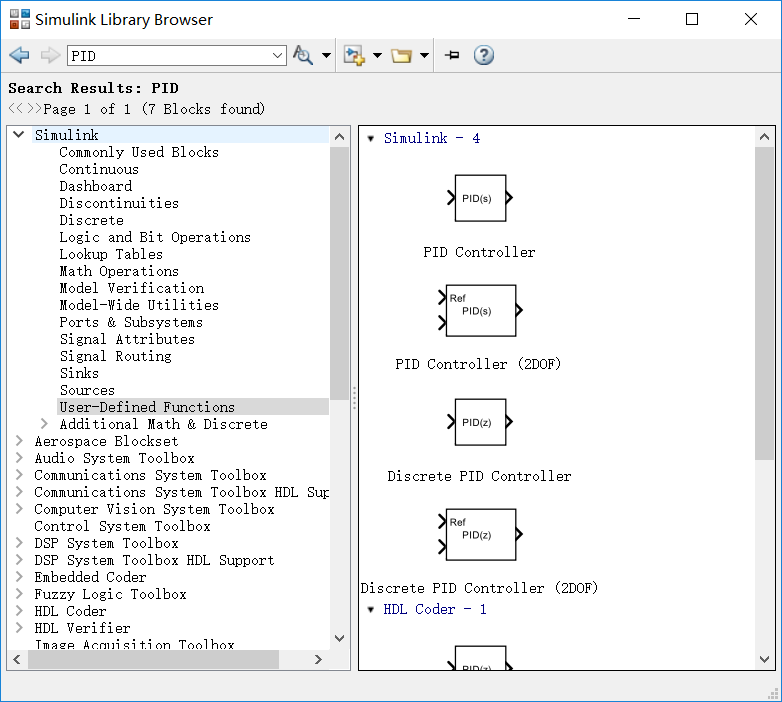 Simulink Library Browser
PID
Search Results: PID
<<>>Page 1 of 1 (7 Blocks found)
Simulink
Commonly Used Blocks
Continuous
Dashboard
Discontinuities
Discrete
Logic and Bit Operations
Lookup Tables
Math Operations
Model Verification
Model-Wide Utilities
Ports & Subsystems
Signal Attributes
Signal Routing
Sinks
Sources
User-Defined Functions
Additional Math & Discrete
Aerospace Blockset
Audio System Toolbox
Communications System Toolbox
Communications System Toolbox HDL Sup
Computer Vision System Toolbox
Control System Toolbox
DSP System Toolbox
DSP System Toolbox HDL Support
Embedded Coder
Fuzzy Logic Toolbox
HDL Coder
HDL Verifier
Image Acquisition Toolbox
Simulink - 4
PID(s)
PID Controller
Ref
PID(s)
PID Controller (2DOF)
PID(z)
Discrete PID Controller
Ref
PID(z)
Discrete PID Controller (2DOF)
HDL Coder - 1
PID(z)